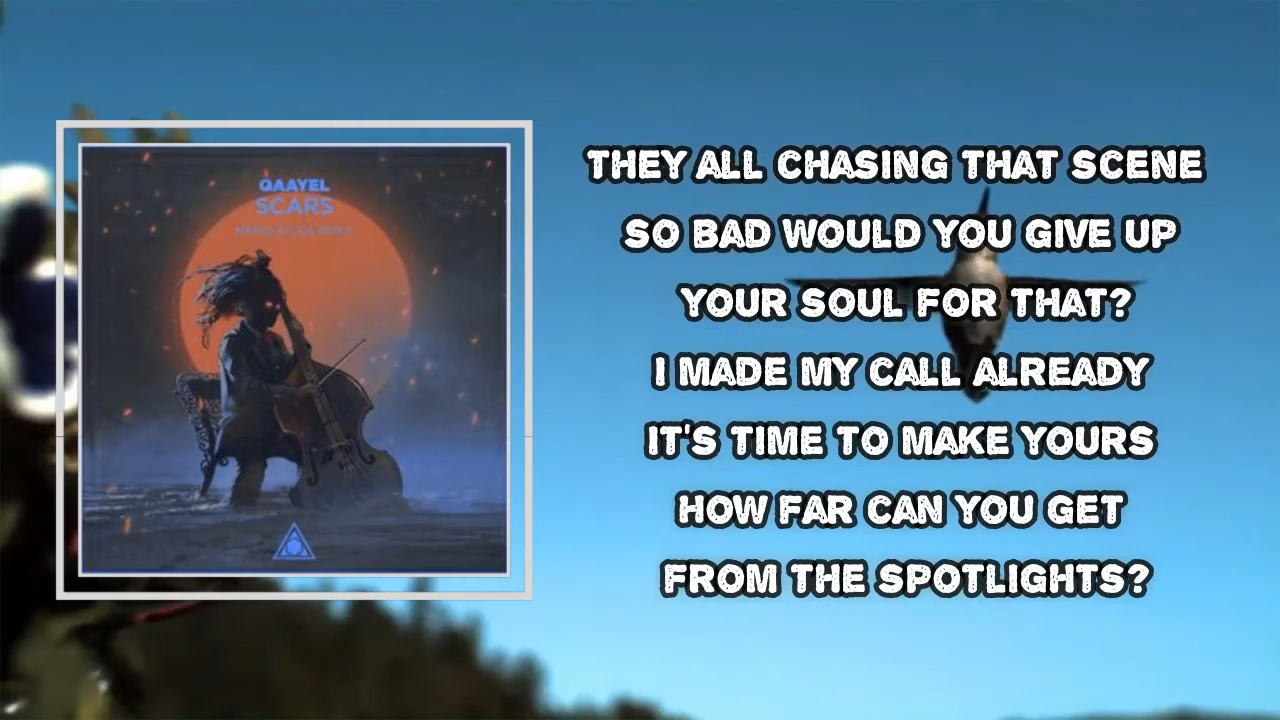 QAAYEL
SCARS
THEY ALL CHASING THAT SCENE
SO BAD WOULD YOU GIVE UP
YOUR SOUL FOR THAT?
I MADE MY CALL ALREADY
IT'S TIME TO MAKE YOURS
HOW FAR CAN YOU GET
FROM THE SPOTLIGHTS?